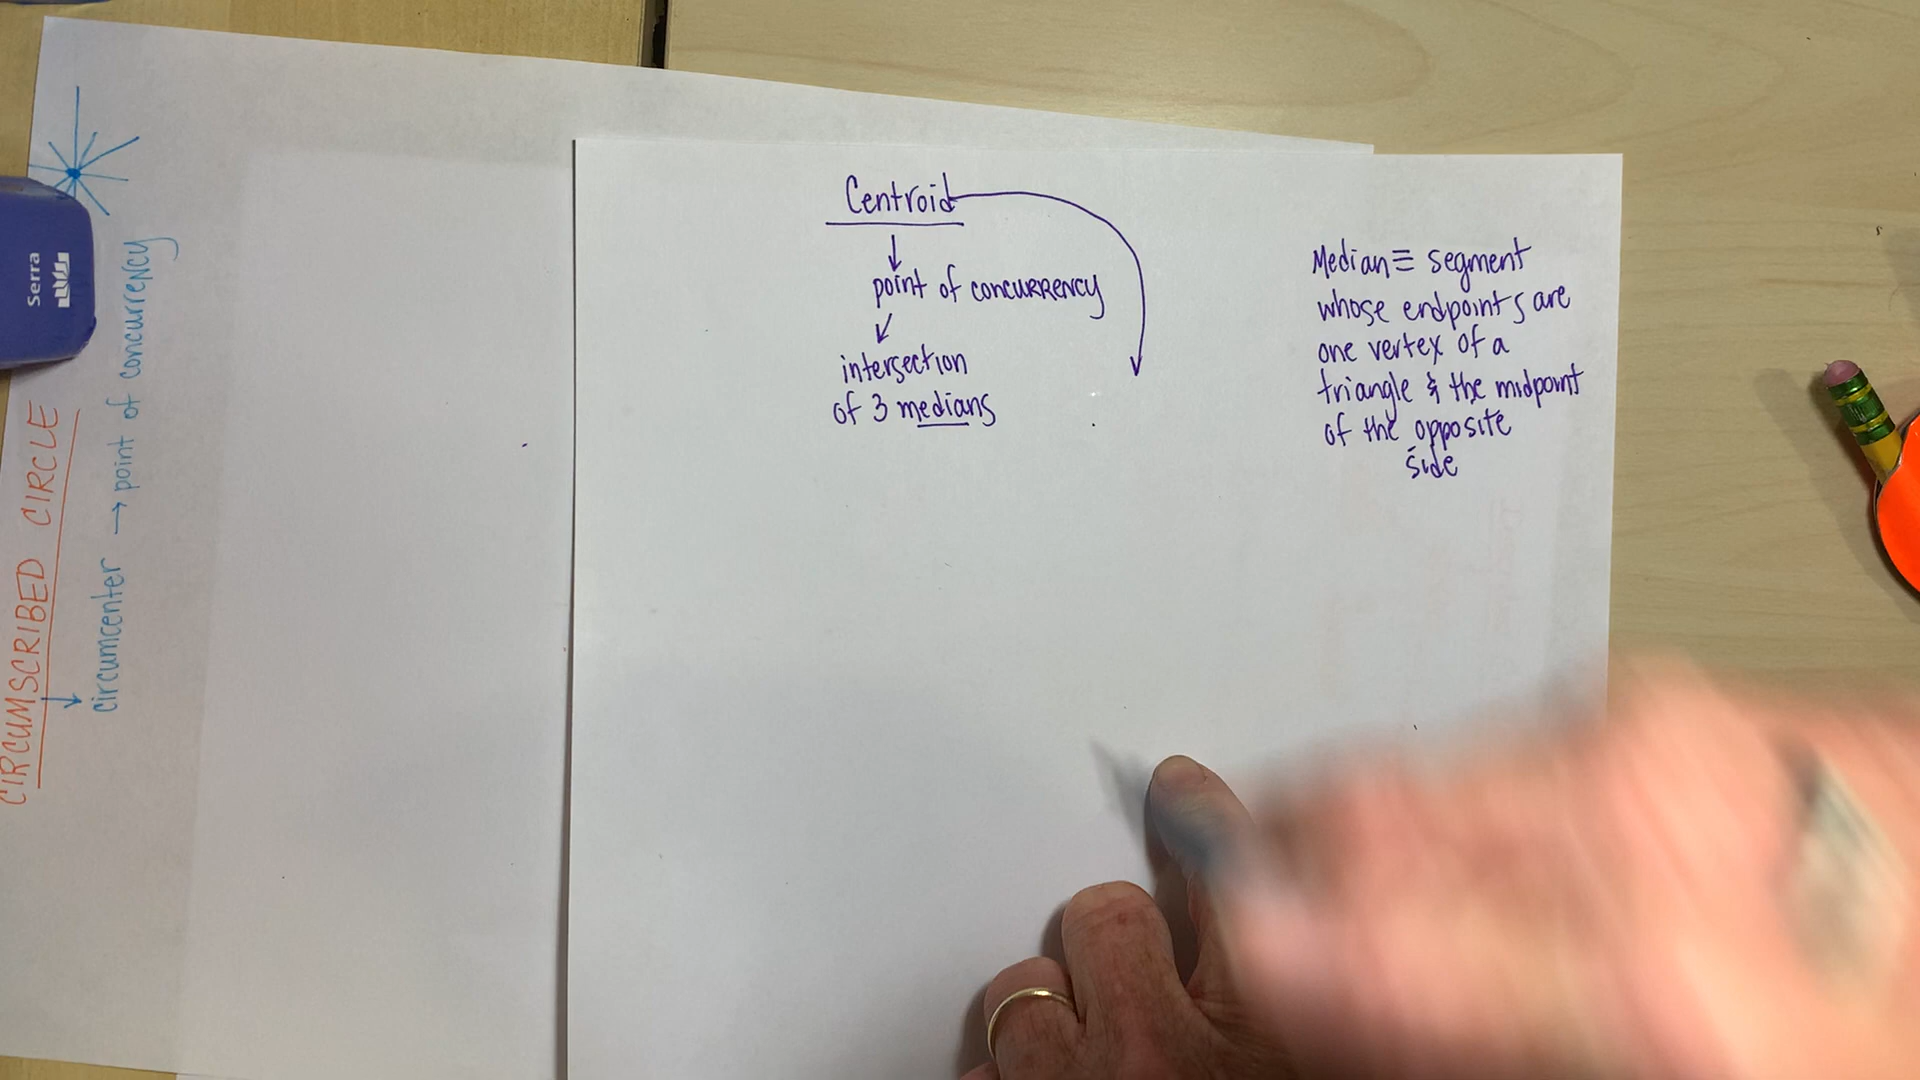 Centroid
point of concurrency
intersection
of 3 medians
Median ≡ segment
whose endpoints are
one vertex of a
triangle & the midpoint
of the opposite
side
CIRCUMSCRIBED CIRCLE
circumcenter → point of concurrency
Serra